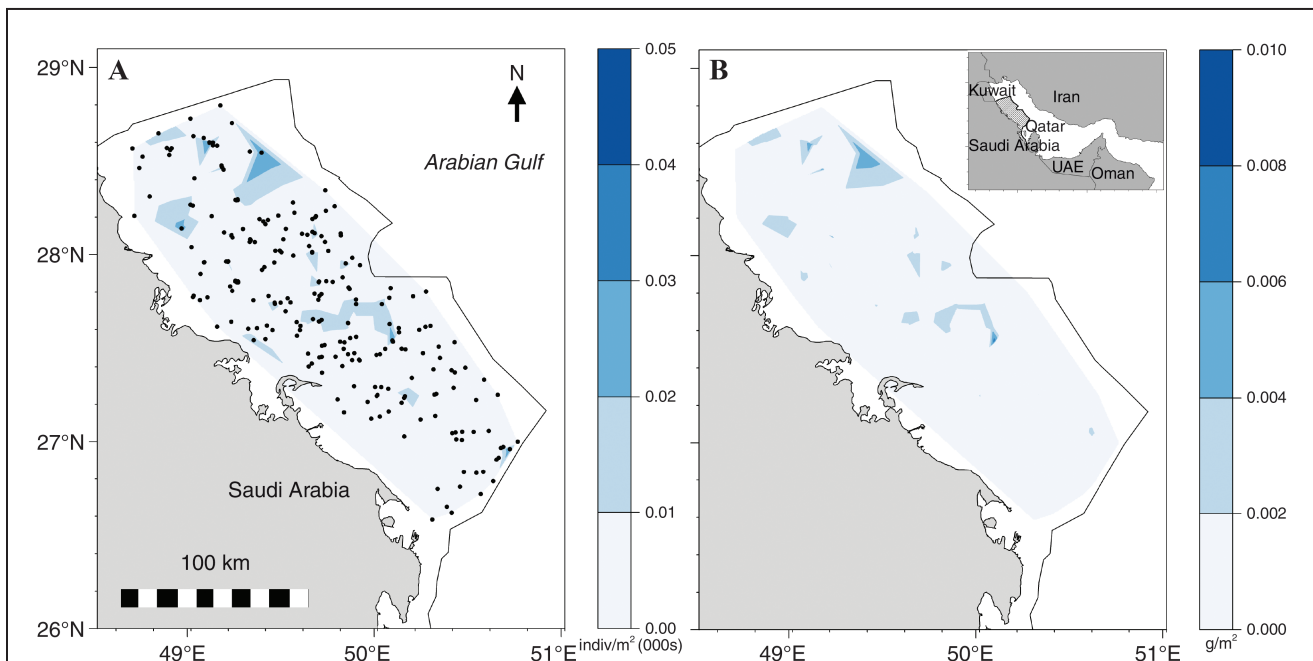 A
N
Arabian Gulf
Saudi Arabia
100 km
29°N
28°N
27°N
26°N
49°E
50°E
51°E
0.05
0.04
0.03
0.02
0.01
0.00
indiv/m² (000s)
B
Kuwait
Iran
Qatar
Saudi Arabia
UAE
Oman
49°E
50°E
51°E
0.010
0.008
0.006
0.004
0.002
0.000
g/m²